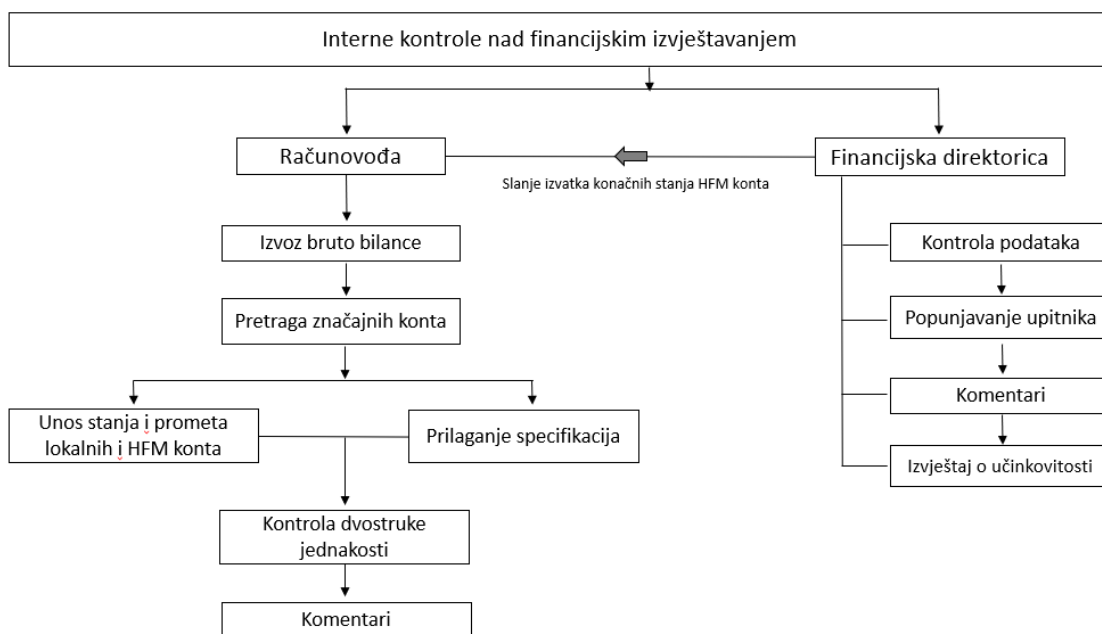 Interne kontrole nad financijskim izvještavanjem
Računovođa
Financijska direktorica
Slanje izvatka konačnih stanja HFM konta
Izvoz bruto bilance
Kontrola podataka
Pretraga značajnih konta
Popunjavanje upitnika
Komentari
Unos stanja i prometa
lokalnih i HFM konta
Prilaganje specifikacija
Izvještaj o učinkovitosti
Kontrola dvostruke
jednakosti
Komentari